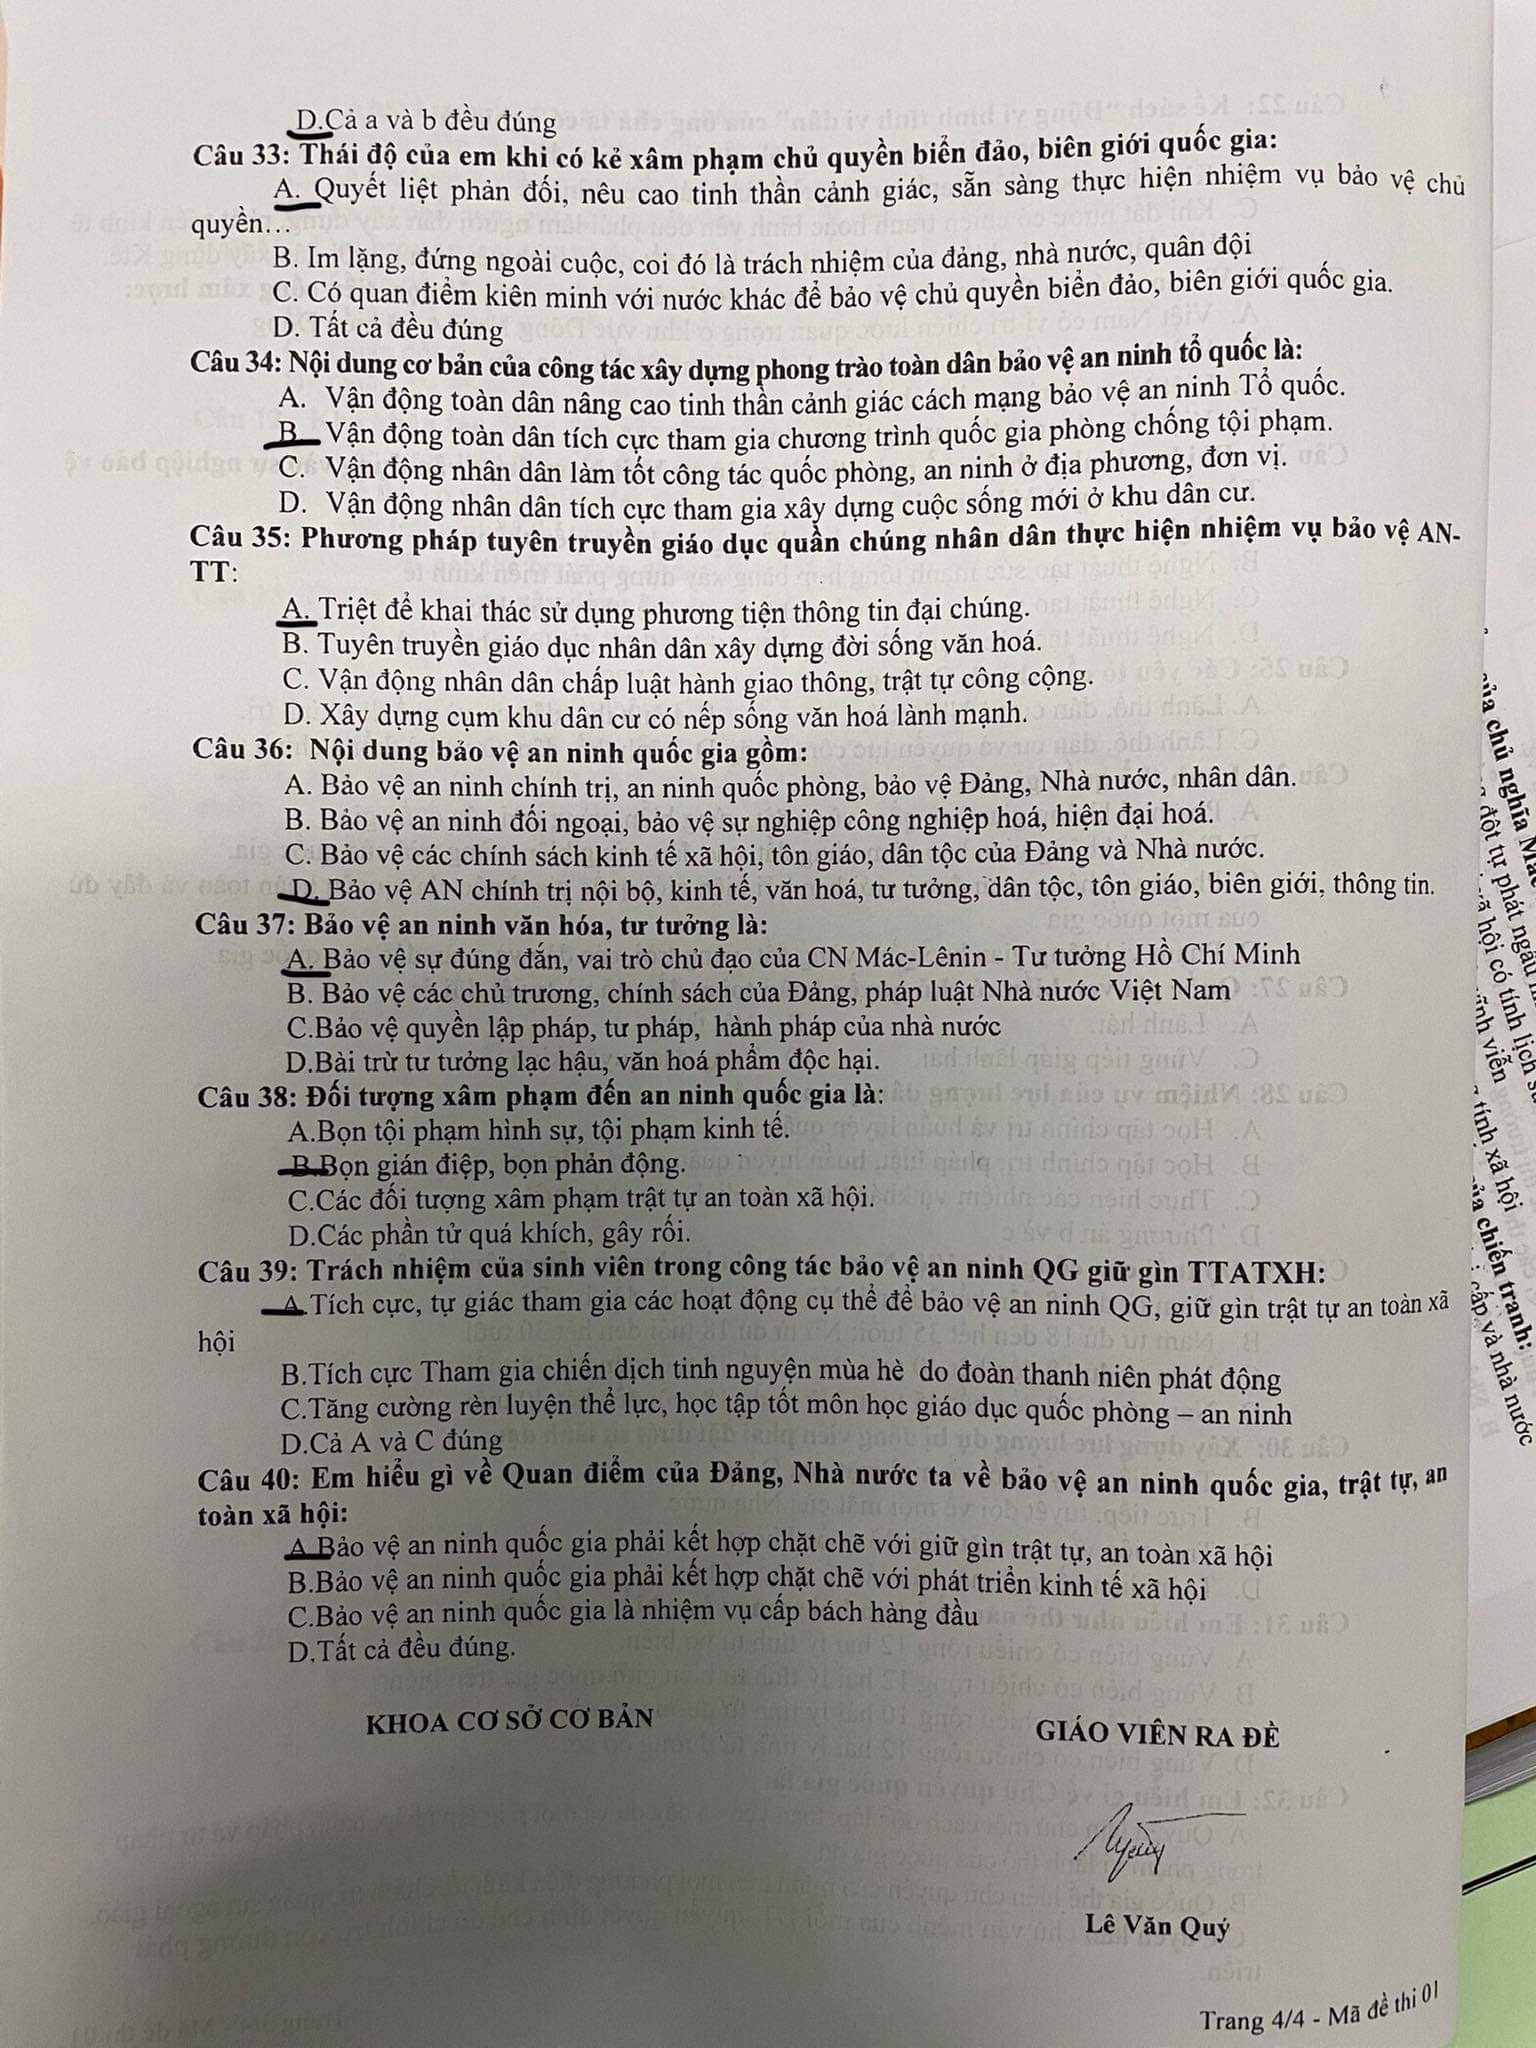 D.Cả a và b đều đúng
Câu 33: Thái độ của em khi có kẻ xâm phạm chủ quyền biển đảo, biên giới quốc gia:
A. Quyết liệt phản đối, nêu cao tinh thần cảnh giác, sẵn sàng thực hiện nhiệm vụ bảo vệ chủ
quyền...
B. Im lặng, đứng ngoài cuộc, coi đó là trách nhiệm của đảng, nhà nước, quân đội
C. Có quan điểm kiên minh với nước khác để bảo vệ chủ quyền biển đảo, biên giới quốc gia.
D. Tất cả đều đúng
Câu 34: Nội dung cơ bản của công tác xây dựng phong trào toàn dân bảo vệ an ninh tổ quốc là:
A. Vận động toàn dân nâng cao tinh thần cảnh giác cách mạng bảo vệ an ninh Tổ quốc.
B. Vận động toàn dân tích cực tham gia chương trình quốc gia phòng chống tội phạm.
C. Vận động nhân dân làm tốt công tác quốc phòng, an ninh ở địa phương, đơn vị.
D. Vận động nhân dân tích cực tham gia xây dựng cuộc sống mới ở khu dân cư.
Câu 35: Phương pháp tuyên truyền giáo dục quần chúng nhân dân thực hiện nhiệm vụ bảo vệ AN-
TT:
A. Triệt để khai thác sử dụng phương tiện thông tin đại chúng.
B. Tuyên truyền giáo dục nhân dân xây dựng đời sống văn hoá.
C. Vận động nhân dân chấp luật hành giao thông, trật tự công cộng.
D. Xây dựng cụm khu dân cư có nếp sống văn hoá lành mạnh.
Câu 36: Nội dung bảo vệ an ninh quốc gia gồm:
A. Bảo vệ an ninh chính trị, an ninh quốc phòng, bảo vệ Đảng, Nhà nước, nhân dân.
B. Bảo vệ an ninh đối ngoại, bảo vệ sự nghiệp công nghiệp hoá, hiện đại hoá.
C. Bảo vệ các chính sách kinh tế xã hội, tôn giáo, dân tộc của Đảng và Nhà nước.
D. Bảo vệ AN chính trị nội bộ, kinh tế, văn hoá, tư tưởng, dân tộc, tôn giáo, biên giới, thông tin.
Câu 37: Bảo vệ an ninh văn hóa, tư tưởng là:
A. Bảo vệ sự đúng đắn, vai trò chủ đạo của CN Mác-Lênin - Tư tưởng Hồ Chí Minh
B. Bảo vệ các chủ trương, chính sách của Đảng, pháp luật Nhà nước Việt Nam
C.Bảo vệ quyền lập pháp, tư pháp, hành pháp của nhà nước
D.Bài trừ tư tưởng lạc hậu, văn hoá phẩm độc hại.
Câu 38: Đối tượng xâm phạm đến an ninh quốc gia là:
A.Bọn tội phạm hình sự, tội phạm kinh tế.
B.Bọn gián điệp, bọn phản động.
C.Các đối tượng xâm phạm trật tự an toàn xã hội.
D.Các phần tử quá khích, gây rối.
Câu 39: Trách nhiệm của sinh viên trong công tác bảo vệ an ninh QG giữ gìn TTATXH:
A.Tích cực, tự giác tham gia các hoạt động cụ thể để bảo vệ an ninh QG, giữ gìn trật tự an toàn xã
hội
B.Tích cực Tham gia chiến dịch tinh nguyện mùa hè do đoàn thanh niên phát động
C.Tăng cường rèn luyện thể lực, học tập tốt môn học giáo dục quốc phòng – an ninh
D.Cả A và C đúng
Câu 40: Em hiểu gì về Quan điểm của Đảng, Nhà nước ta về bảo vệ an ninh quốc gia, trật tự, an
toàn xã hội:
A.Bảo vệ an ninh quốc gia phải kết hợp chặt chẽ với giữ gìn trật tự, an toàn xã hội
B.Bảo vệ an ninh quốc gia phải kết hợp chặt chẽ với phát triển kinh tế xã hội
C.Bảo vệ an ninh quốc gia là nhiệm vụ cấp bách hàng đầu
D.Tất cả đều đúng.
KHOA CƠ SỞ CƠ BẢN
GIÁO VIÊN RA ĐỀ
Lê Văn Quý
Trang 4/4 - Mã đề thi 01
của chủ nghĩa
đột tự phát
xã hội có tính lịch
vĩnh viễn
tính xã hội
của chiến tranh:
cấp và nhà nước